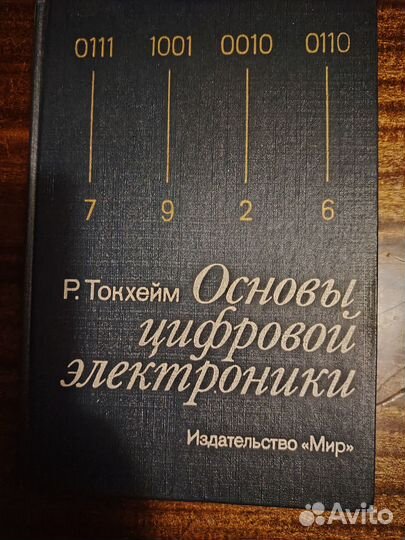 0111 1001 0010 0110
7 9 2 6
Р. Токхейм Основы
цифровой
электроники
Издательство «Мир»
Avito